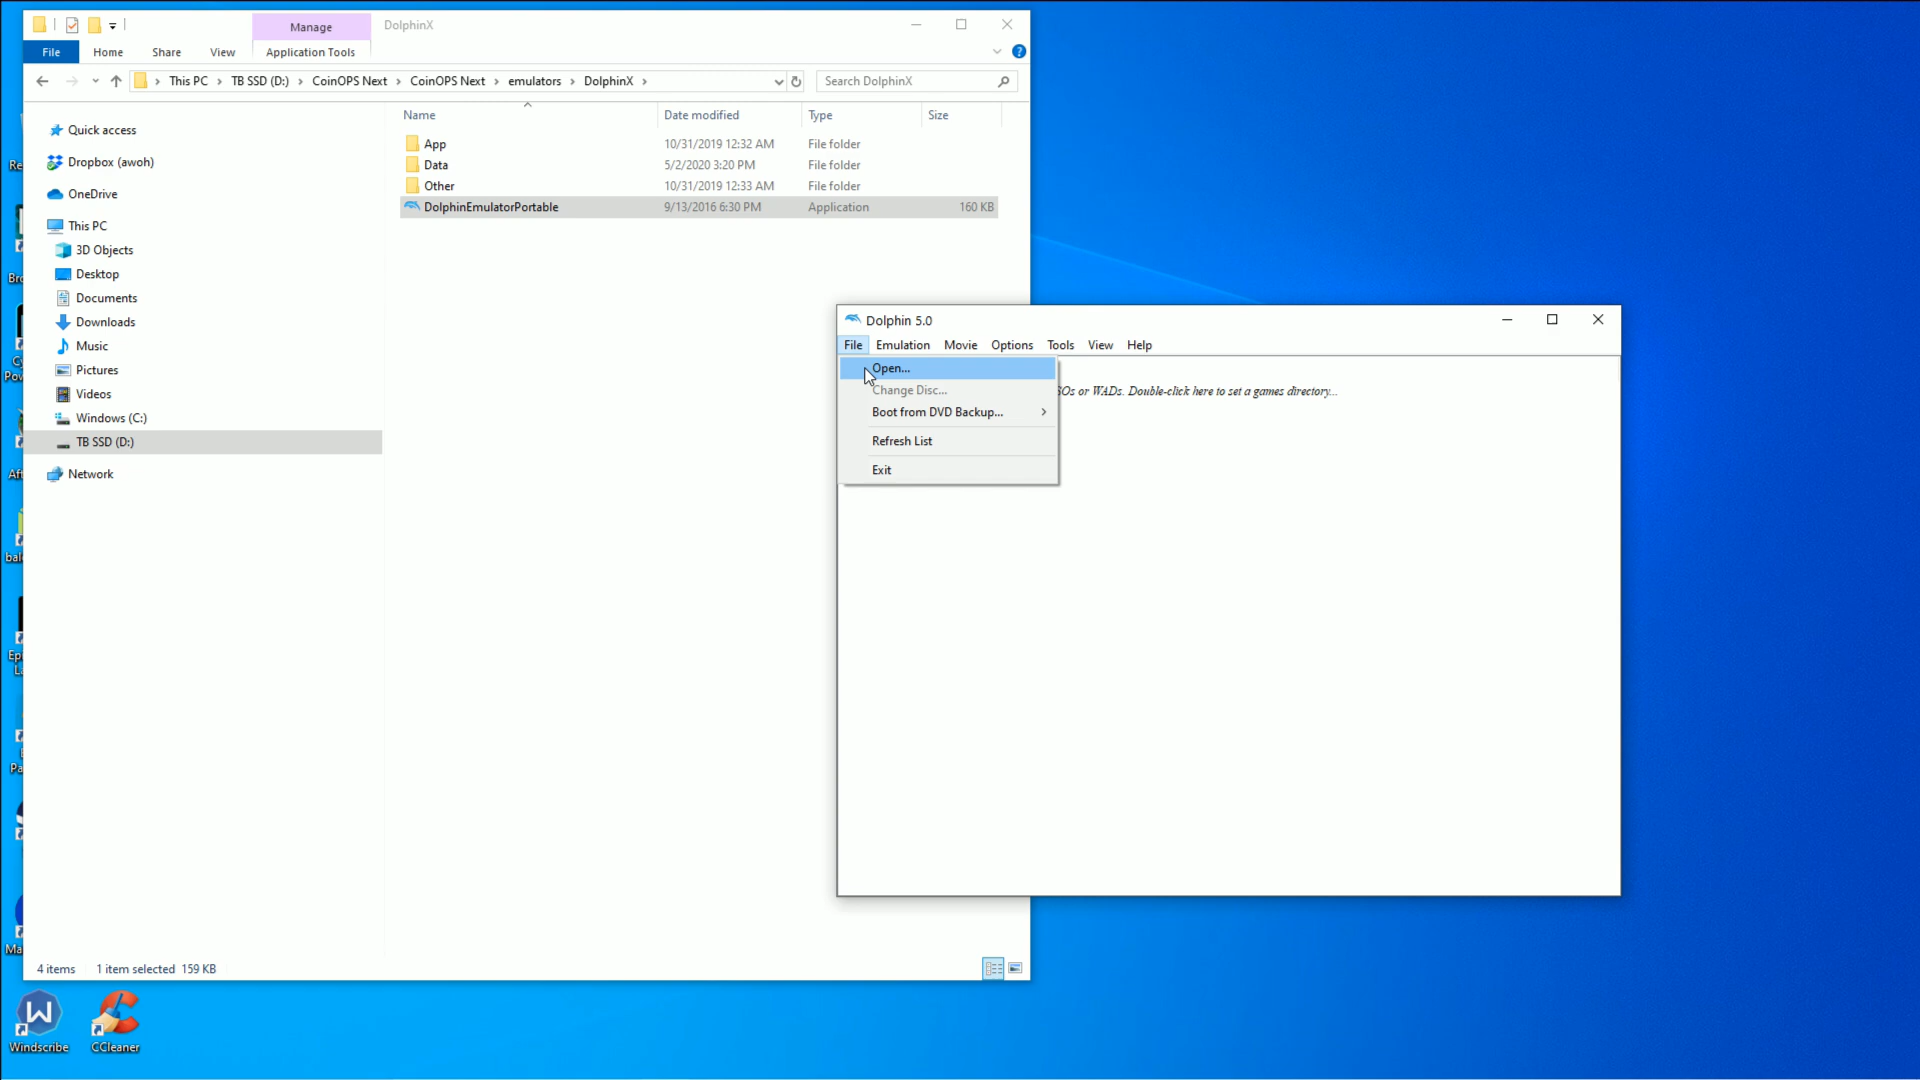 Manage
DolphinX
File
Home
Share
View
Application Tools
This PC
TB SSD (D:)
CoinOPS Next
CoinOPS Next
emulators
DolphinX
Search DolphinX
Name
Date modified
Type
Size
App
10/31/2019 12:32 AM
File folder
Data
5/2/2020 3:20 PM
File folder
Other
10/31/2019 12:33 AM
File folder
DolphinEmulatorPortable
9/13/2016 6:30 PM
Application
160 KB
Quick access
Dropbox (awoh)
OneDrive
This PC
3D Objects
Desktop
Documents
Downloads
Music
Pictures
Videos
Windows (C:)
TB SSD (D:)
Network
4 items
1 item selected 159 KB
Dolphin 5.0
File
Emulation
Movie
Options
Tools
View
Help
Open...
Change Disc...
Boot from DVD Backup...
Refresh List
Exit
or WADs. Double-click here to set a games directory...
Windscribe
CCleaner